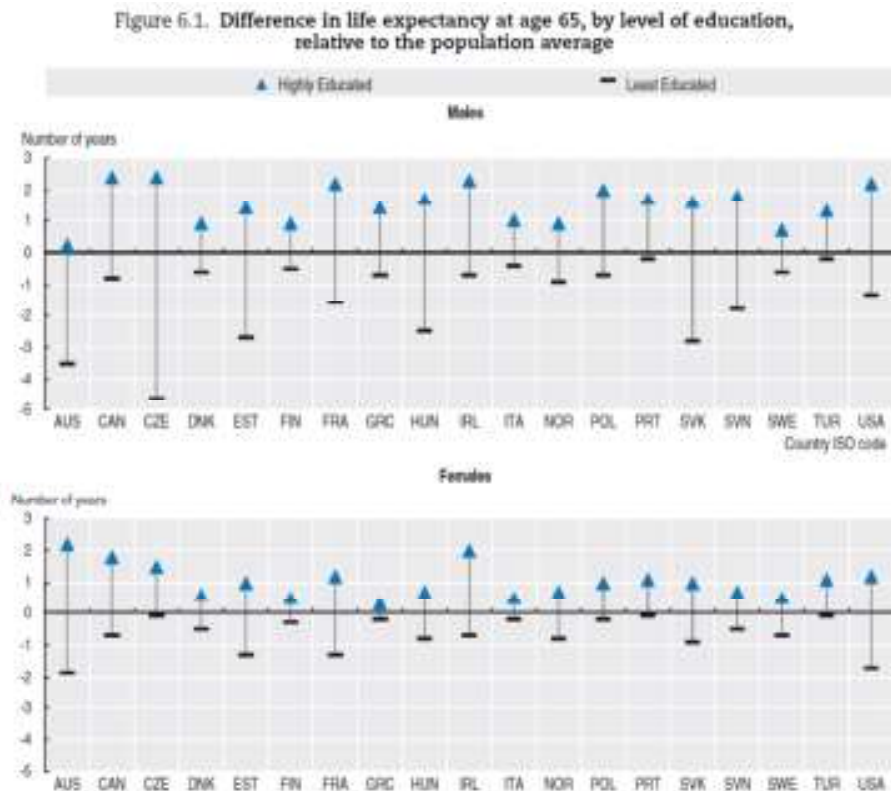 Figure 6.1. Difference in life expectancy at age 65, by level of education,
relative to the population average
Highly Educated Least Educated
Males
Number of years
3
2
1
0
-1
-2
-3
-4
-5
AUS CAN CZE DNK EST FIN FRA GRC HUN IRL ITA NOR POL PRT SVK SVN SWE TUR USA
Country ISO code
Females
Number of years
3
2
1
0
-1
-2
-3
-4
-5
AUS CAN CZE DNK EST FIN FRA GRC HUN IRL ITA NOR POL PRT SVK SVN SWE TUR USA